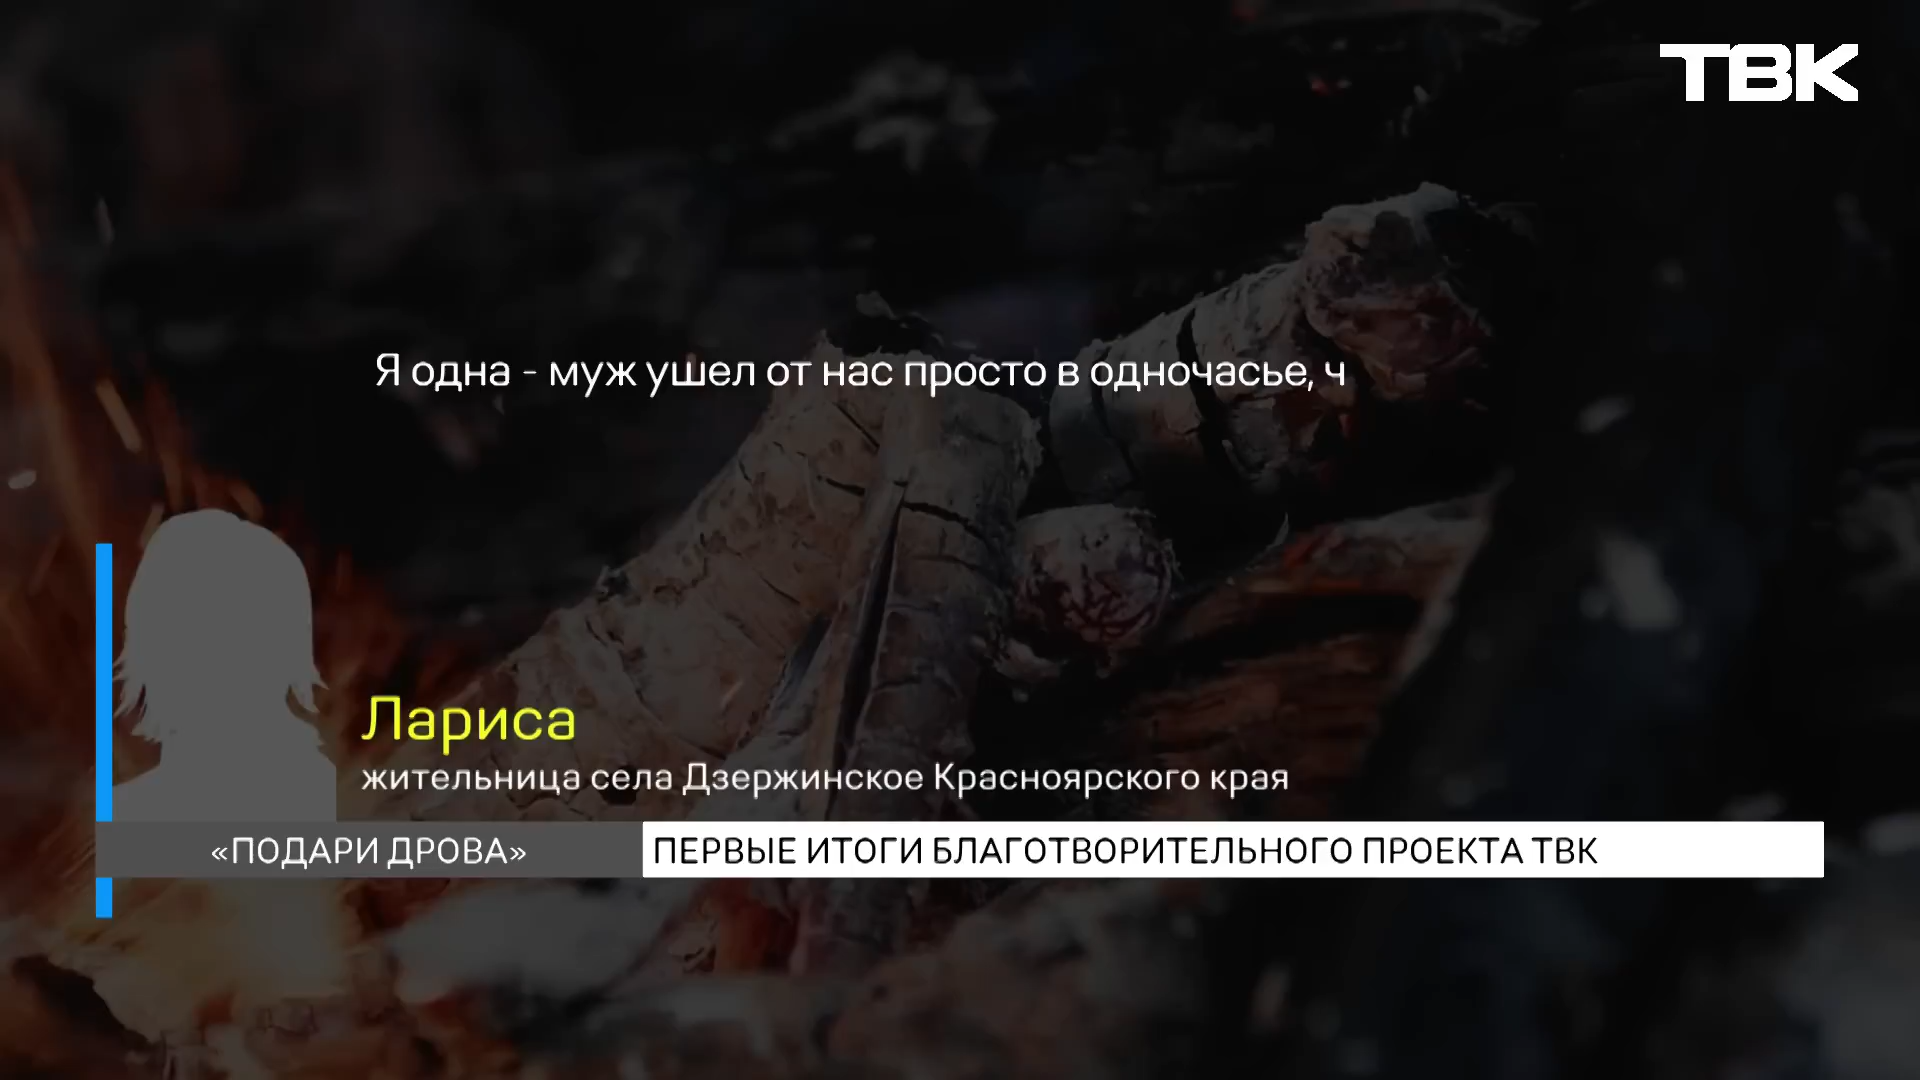 ТВК
Я одна - муж ушел от нас просто в одночасье, ч
Лариса
жительница села Дзержинское Красноярского края
«ПОДАРИ ДРОВА»
ПЕРВЫЕ ИТОГИ БЛАГОТВОРИТЕЛЬНОГО ПРОЕКТА ТВК